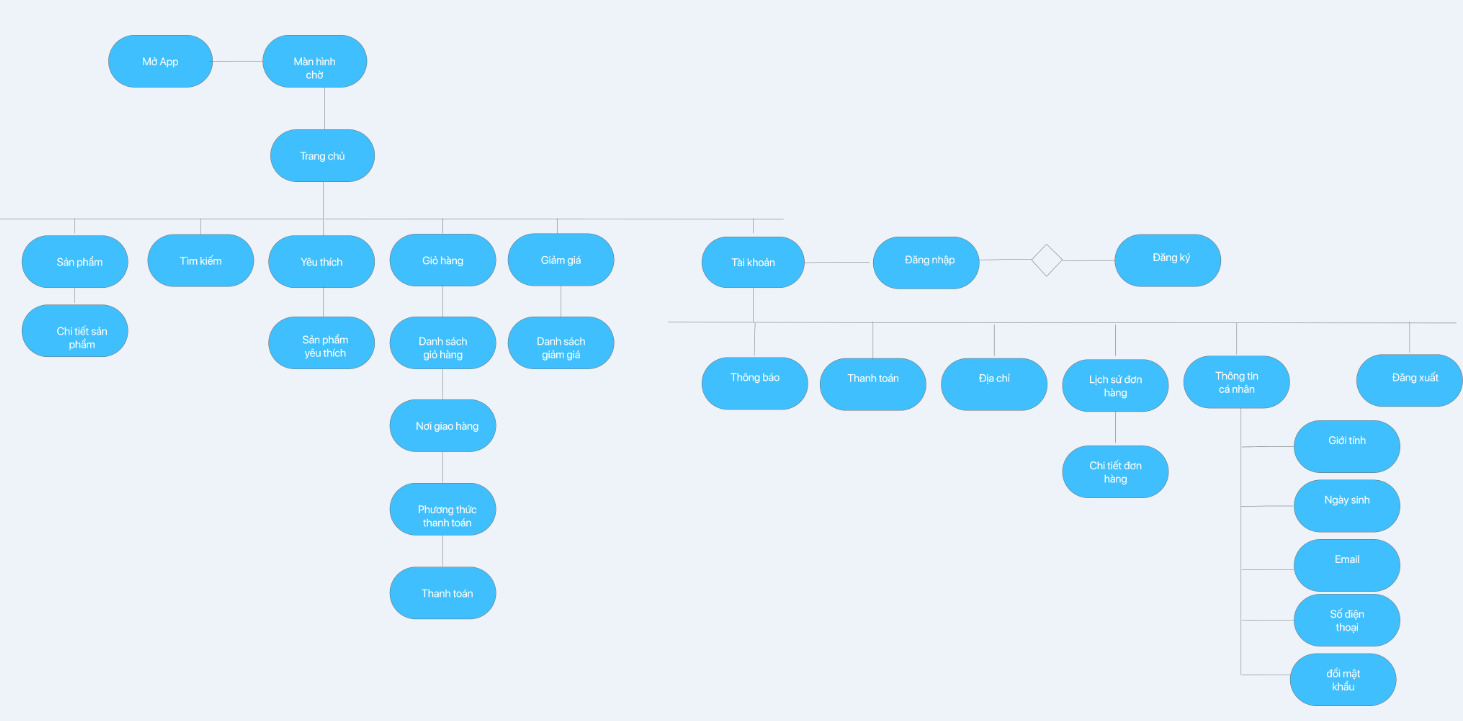 Mở App
Màn hình
chờ
Trang chủ
Sản phẩm
Tìm kiếm
Yêu thích
Giỏ hàng
Giảm giá
Tài khoản
Đăng nhập
Đăng ký
Chi tiết sản
phẩm
Sản phẩm
yêu thích
Danh sách
giỏ hàng
Danh sách
giảm giá
Thông báo
Thanh toán
Địa chỉ
Lịch sử đơn
hàng
Thông tin
cá nhân
Đăng xuất
Nơi giao hàng
Giới tính
Chi tiết đơn
hàng
Ngày sinh
Phương thức
thanh toán
Email
Thanh toán
Số điện
thoại
đổi mật
khẩu